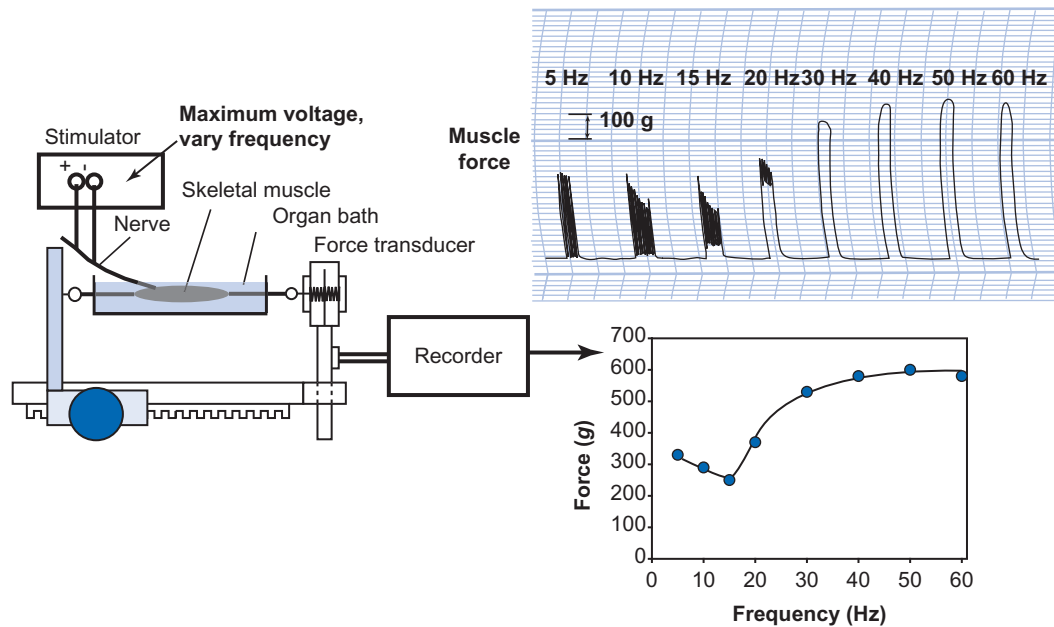 Stimulator
Maximum voltage,
vary frequency
+ -
Skeletal muscle
Organ bath
Nerve
Force transducer
Recorder
5 Hz 10 Hz 15 Hz 20 Hz 30 Hz 40 Hz 50 Hz 60 Hz
100 g
Muscle
force
700
600
500
400
300
200
100
0
Force (g)
0 10 20 30 40 50 60
Frequency (Hz)